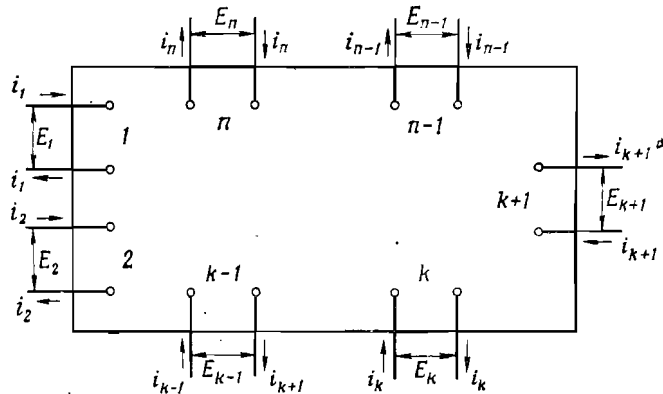 E_n E_{n-1}
i_n i_n i_{n-1} i_{n-1}
i_1 n n-1
E_1 1
i_1 i_{k+1}
i_2 k+1 E_{k+1}
E_2 2 k-1 k i_{k+1}
i_2
i_{k-1} E_{k-1} i_{k+1} i_k E_k i_k